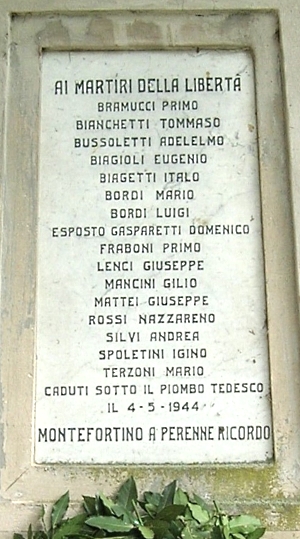 AI MARTIRI DELLA LIBERTÀ
BRAMUCCI PRIMO
BIANCHETTI TOMMASO
BUSSOLETTI ADELELMO
BIAGIOLI EUGENIO
BIAGETTI ITALO
BORDI MARIO
BORDI LUIGI
ESPOSTO GASPARETTI DOMENICO
FRABONI PRIMO
LENCI GIUSEPPE
MANCINI GILIO
MATTEI GIUSEPPE
ROSSI NAZZARENO
SILVI ANDREA
SPOLETINI IGINO
TERZONI MARIO
CADUTI SOTTO IL PIOMBO TEDESCO
IL 4-5-1944
MONTEFORTINO A PERENNE RICORDO